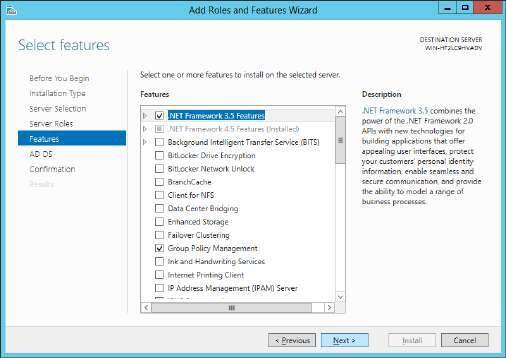 Add Roles and Features Wizard
Select features
DESTINATION SERVER
Before You Begin
Installation Type
Server Selection
Server Roles
Features
AD DS
Confirmation
Results
Select one or more features to install on the selected server.
Features
.NET Framework 3.5 Features
.NET Framework 4.5 Features (Installed)
Background Intelligent Transfer Service (BITS)
BitLocker Drive Encryption
BitLocker Network Unlock
BranchCache
Client for NFS
Data Center Bridging
Enhanced Storage
Failover Clustering
Group Policy Management
Ink and Handwriting Services
Internet Printing Client
IP Address Management (IPAM) Server
Description
.NET Framework 3.5 combines the
power of the .NET Framework 2.0
APIs with new technologies for
building applications that offer
appealing user interfaces, protect
your customers' personal identity
information, enable seamless and
secure communication, and provide
the ability to model a range of
business processes.
< Previous
Next >
Install
Cancel